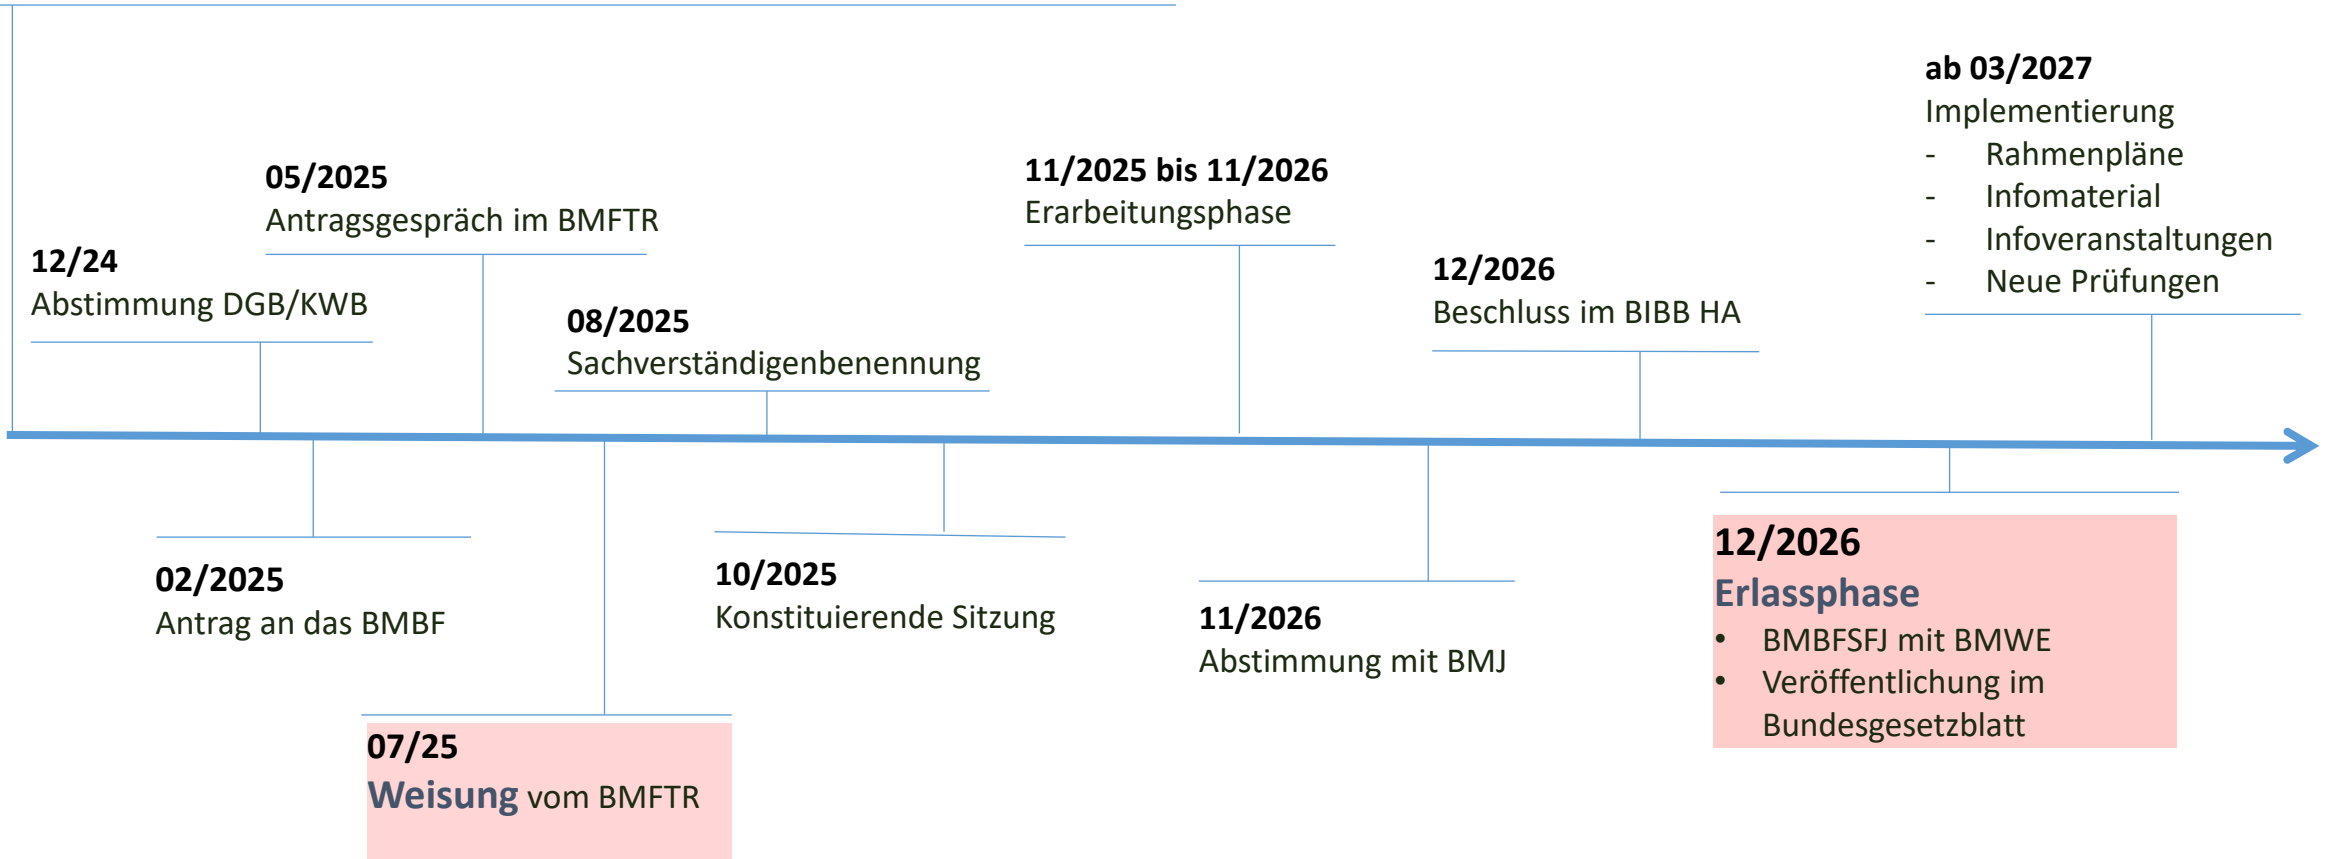 12/24
Abstimmung DGB/KWB
02/2025
Antrag an das BMBF
05/2025
Antragsgespräch im BMFTR
07/25
Weisung vom BMFTR
08/2025
Sachverständigenbenennung
10/2025
Konstituierende Sitzung
11/2025 bis 11/2026
Erarbeitungsphase
11/2026
Abstimmung mit BMJ
12/2026
Beschluss im BIBB HA
12/2026
Erlassphase
• BMBFSFJ mit BMWE
• Veröffentlichung im
Bundesgesetzblatt
ab 03/2027
Implementierung
- Rahmenpläne
- Infomaterial
- Infoveranstaltungen
- Neue Prüfungen